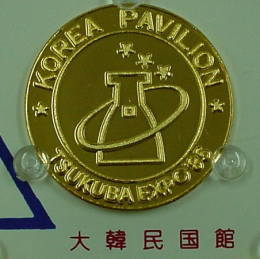 KOREA PAVILION
TSUKUBA EXPO'85
大韓民国館